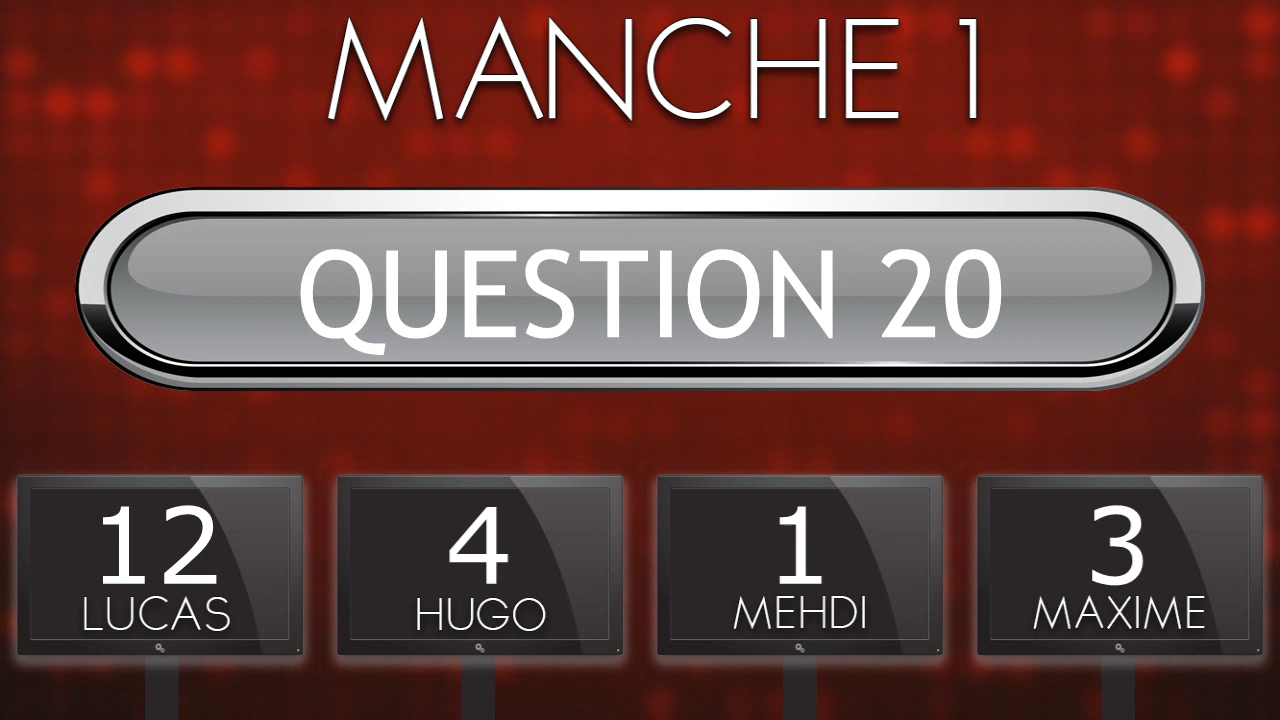 MANCHE 1
QUESTION 20
12
LUCAS
4
HUGO
1
MEHDI
3
MAXIME